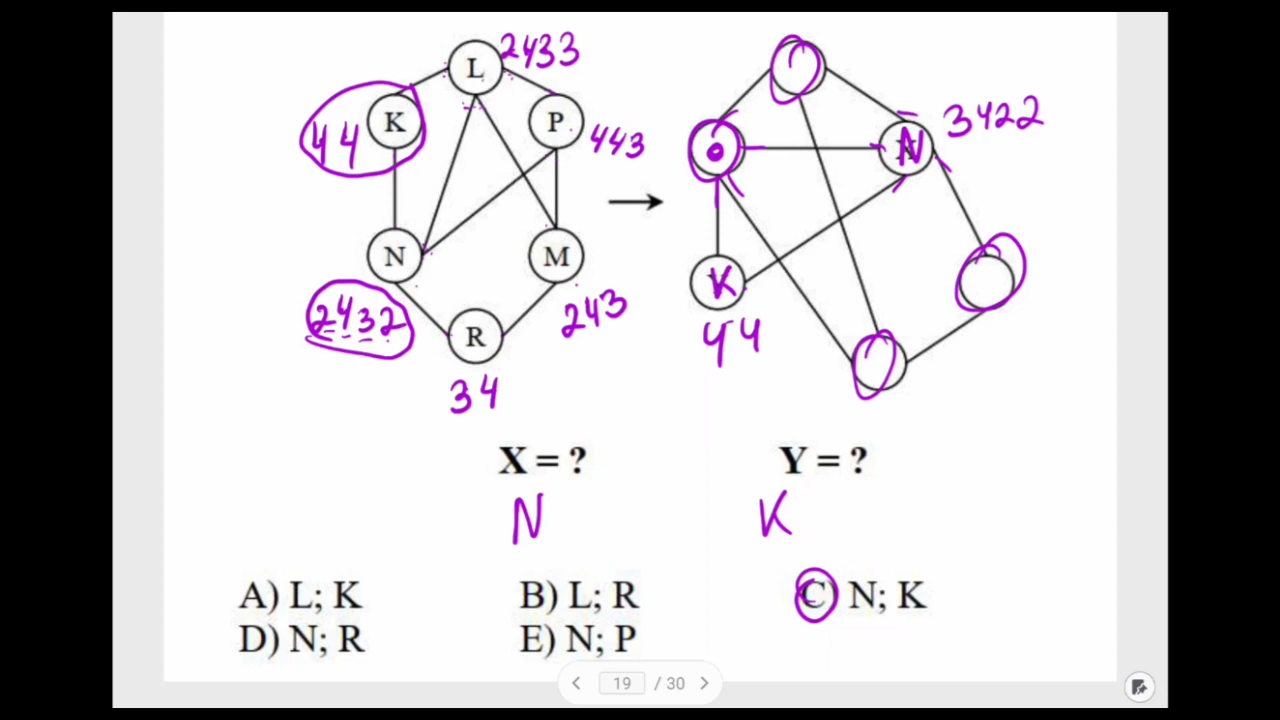 L 2433
44 K P 443
N 3422
N M K
2432 243 44
R
34
X = ? Y = ?
N K
A) L; K B) L; R C) N; K
D) N; R E) N; P
19 / 30